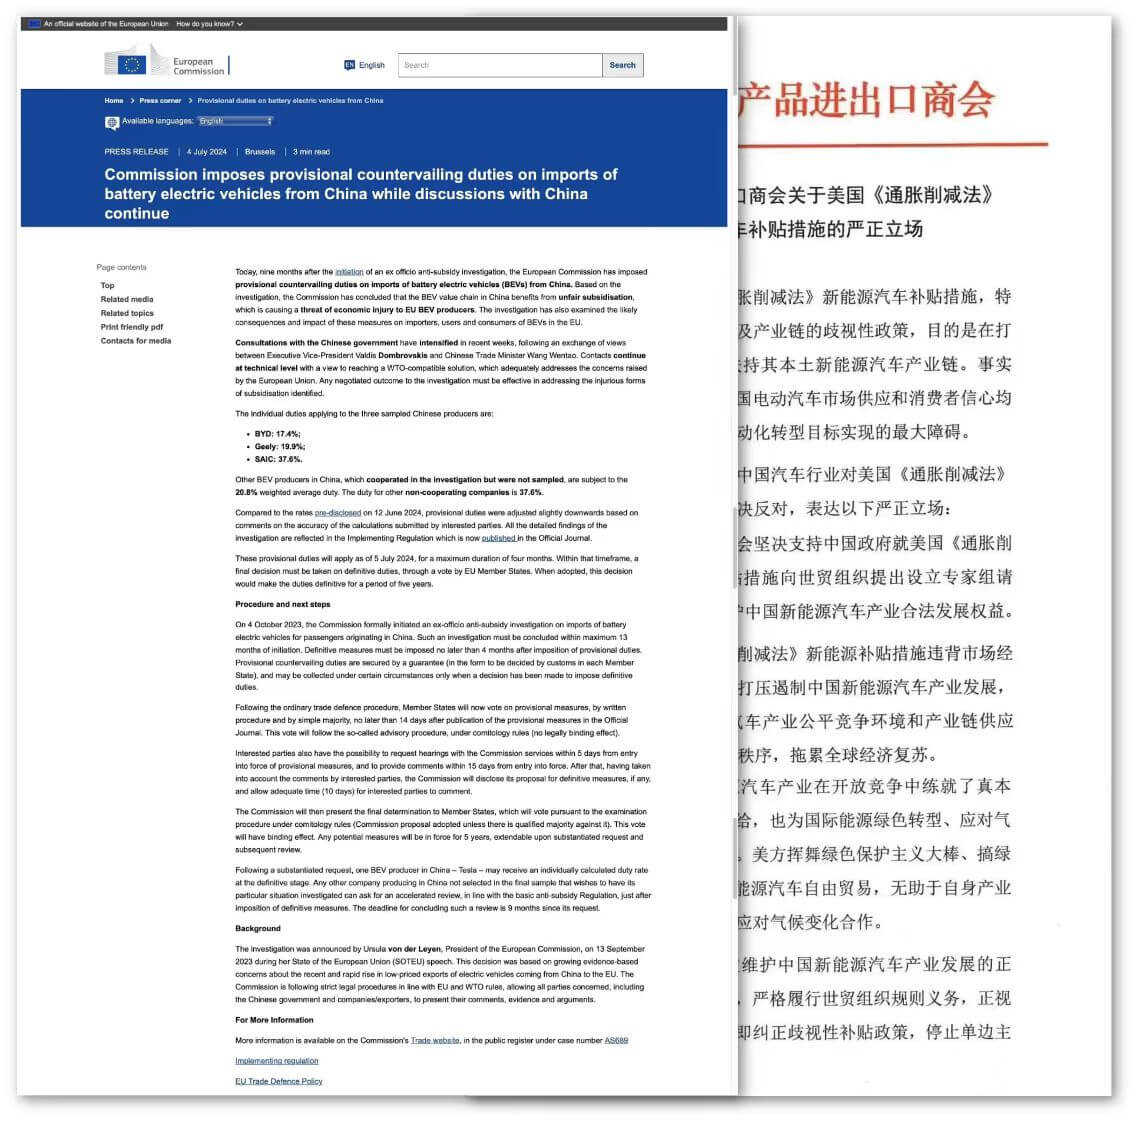 An official website of the European Union How do you know?
European
Commission
EN English
Search
Search
Home > Press corner > Provisional duties on battery electric vehicles from China
Available languages: English
PRESS RELEASE | 4 July 2024 | Brussels | 3 min read
Commission imposes provisional countervailing duties on imports of
battery electric vehicles from China while discussions with China
continue
Page contents
Top
Related media
Related topics
Print friendly pdf
Contacts for media
Today, nine months after the initiation of an ex officio anti-subsidy investigation, the European Commission has imposed
provisional countervailing duties on imports of battery electric vehicles (BEVs) from China. Based on the
investigation, the Commission has concluded that the BEV value chain in China benefits from unfair subsidisation,
which is causing a threat of economic injury to EU BEV producers. The investigation has also examined the likely
consequences and impact of these measures on importers, users and consumers of BEVs in the EU.
Consultations with the Chinese government have intensified in recent weeks, following an exchange of views
between Executive Vice-President Valdis Dombrovskis and Chinese Trade Minister Wang Wentao. Contacts continue
at technical level with a view to reaching a WTO-compatible solution, which adequately addresses the concerns raised
by the European Union. Any negotiated outcome to the investigation must be effective in addressing the injurious forms
of subsidisation identified.
The individual duties applying to the three sampled Chinese producers are:
• BYD: 17.4%;
• Geely: 19.9%;
• SAIC: 37.6%.
Other BEV producers in China, which cooperated in the investigation but were not sampled, are subject to the
20.8% weighted average duty. The duty for other non-cooperating companies is 37.6%.
Compared to the rates pre-disclosed on 12 June 2024, provisional duties were adjusted slightly downwards based on
comments on the accuracy of the calculations submitted by interested parties. All the detailed findings of the
investigation are reflected in the Implementing Regulation which is now published in the Official Journal.
These provisional duties will apply as of 5 July 2024, for a maximum duration of four months. Within that timeframe, a
final decision must be taken on definitive duties, through a vote by EU Member States. When adopted, this decision
would make the duties definitive for a period of five years.
Procedure and next steps
On 4 October 2023, the Commission formally initiated an ex-officio anti-subsidy investigation on imports of battery
electric vehicles for passengers originating in China. Such an investigation must be concluded within maximum 13
months of initiation. Definitive measures must be imposed no later than 4 months after imposition of provisional duties.
Provisional countervailing duties are secured by a guarantee (in the form to be decided by customs in each Member
State), and may be collected under certain circumstances only when a decision has been made to impose definitive
duties.
Following the ordinary trade defence procedure, Member States will now vote on provisional measures, by written
procedure and by simple majority, no later than 14 days after publication of the provisional measures in the Official
Journal. This vote will follow the so-called advisory procedure, under comitology rules (no legally binding effect).
Interested parties also have the possibility to request hearings with the Commission services within 5 days from entry
into force of provisional measures, and to provide comments within 15 days from entry into force. After that, having taken
into account the comments by interested parties, the Commission will disclose its proposal for definitive measures, if any,
and allow adequate time (10 days) for interested parties to comment.
The Commission will then present the final determination to Member States, which will vote pursuant to the examination
procedure under comitology rules (Commission proposal adopted unless there is qualified majority against it). This vote
will have binding effect. Any potential measures will be in force for 5 years, extendable upon substantiated request and
subsequent review.
Following a substantiated request, one BEV producer in China – Tesla – may receive an individually calculated duty rate
at the definitive stage. Any other company producing in China not selected in the final sample that wishes to have its
particular situation investigated can ask for an accelerated review, in line with the basic anti-subsidy Regulation, just after
imposition of definitive measures. The deadline for concluding such a review is 9 months since its request.
Background
The investigation was announced by Ursula von der Leyen, President of the European Commission, on 13 September
2023 during her State of the European Union (SOTEU) speech. This decision was based on growing evidence-based
concerns about the recent and rapid rise in low-priced exports of electric vehicles coming from China to the EU. The
Commission is following strict legal procedures in line with EU and WTO rules, allowing all parties concerned, including
the Chinese government and companies/exporters, to present their comments, evidence and arguments.
For More Information
More information is available on the Commission's Trade website, in the public register under case number AS689
Implementing regulation
EU Trade Defence Policy
产品进出口商会
口商会关于美国《通胀削减法》
车补贴措施的严正立场
胀削减法》新能源汽车补贴措施，特
及产业链的歧视性政策，目的是在打
扶持其本土新能源汽车产业链。事实
国电动汽车市场供应和消费者信心均
动化转型目标实现的最大障碍。
中国汽车行业对美国《通胀削减法》
决反对，表达以下严正立场：
会坚决支持中国政府就美国《通胀削
措施向世贸组织提出设立专家组请
护中国新能源汽车产业合法发展权益。
削减法》新能源补贴措施违背市场经
打压遏制中国新能源汽车产业发展，
汽车产业公平竞争环境和产业链供应
秩序，拖累全球经济复苏。
汽车产业在开放竞争中练就了真本
给，也为国际能源绿色转型、应对气
。美方挥舞绿色保护主义大棒、搞绿
能源汽车自由贸易，无助于自身产业
应对气候变化合作。
维护中国新能源汽车产业发展的正
，严格履行世贸组织规则义务，正视
即纠正歧视性补贴政策，停止单边主